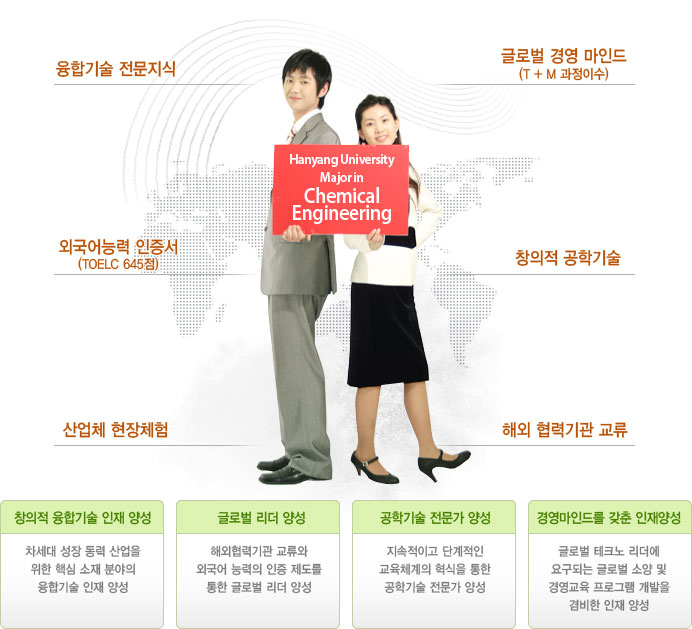 융합기술 전문지식
글로벌 경영 마인드
(T + M 과정이수)
Hanyang University
Major in
Chemical
Engineering
외국어능력 인증서
(TOELC 645점)
창의적 공학기술
산업체 현장체험
해외 협력기관 교류
창의적 융합기술 인재 양성
차세대 성장 동력 산업을
위한 핵심 소재 분야의
융합기술 인재 양성
글로벌 리더 양성
해외협력기관 교류와
외국어 능력의 인증 제도를
통한 글로벌 리더 양성
공학기술 전문가 양성
지속적이고 단계적인
교육체계의 혁식을 통한
공학기술 전문가 양성
경영마인드를 갖춘 인재양성
글로벌 테크노 리더에
요구되는 글로벌 소양 및
경영교육 프로그램 개발을
겸비한 인재 양성